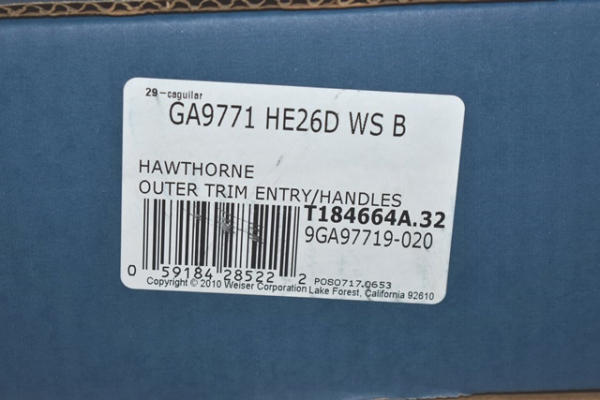 29-caguilar
GA9771 HE26D WS B
HAWTHORNE
OUTER TRIM ENTRY/HANDLES
T184664A.32
9GA97719-020
0 59184 28522 2
POS0717.0653
Copyright © 2010 Weiser Corporation Lake Forest, California 92610